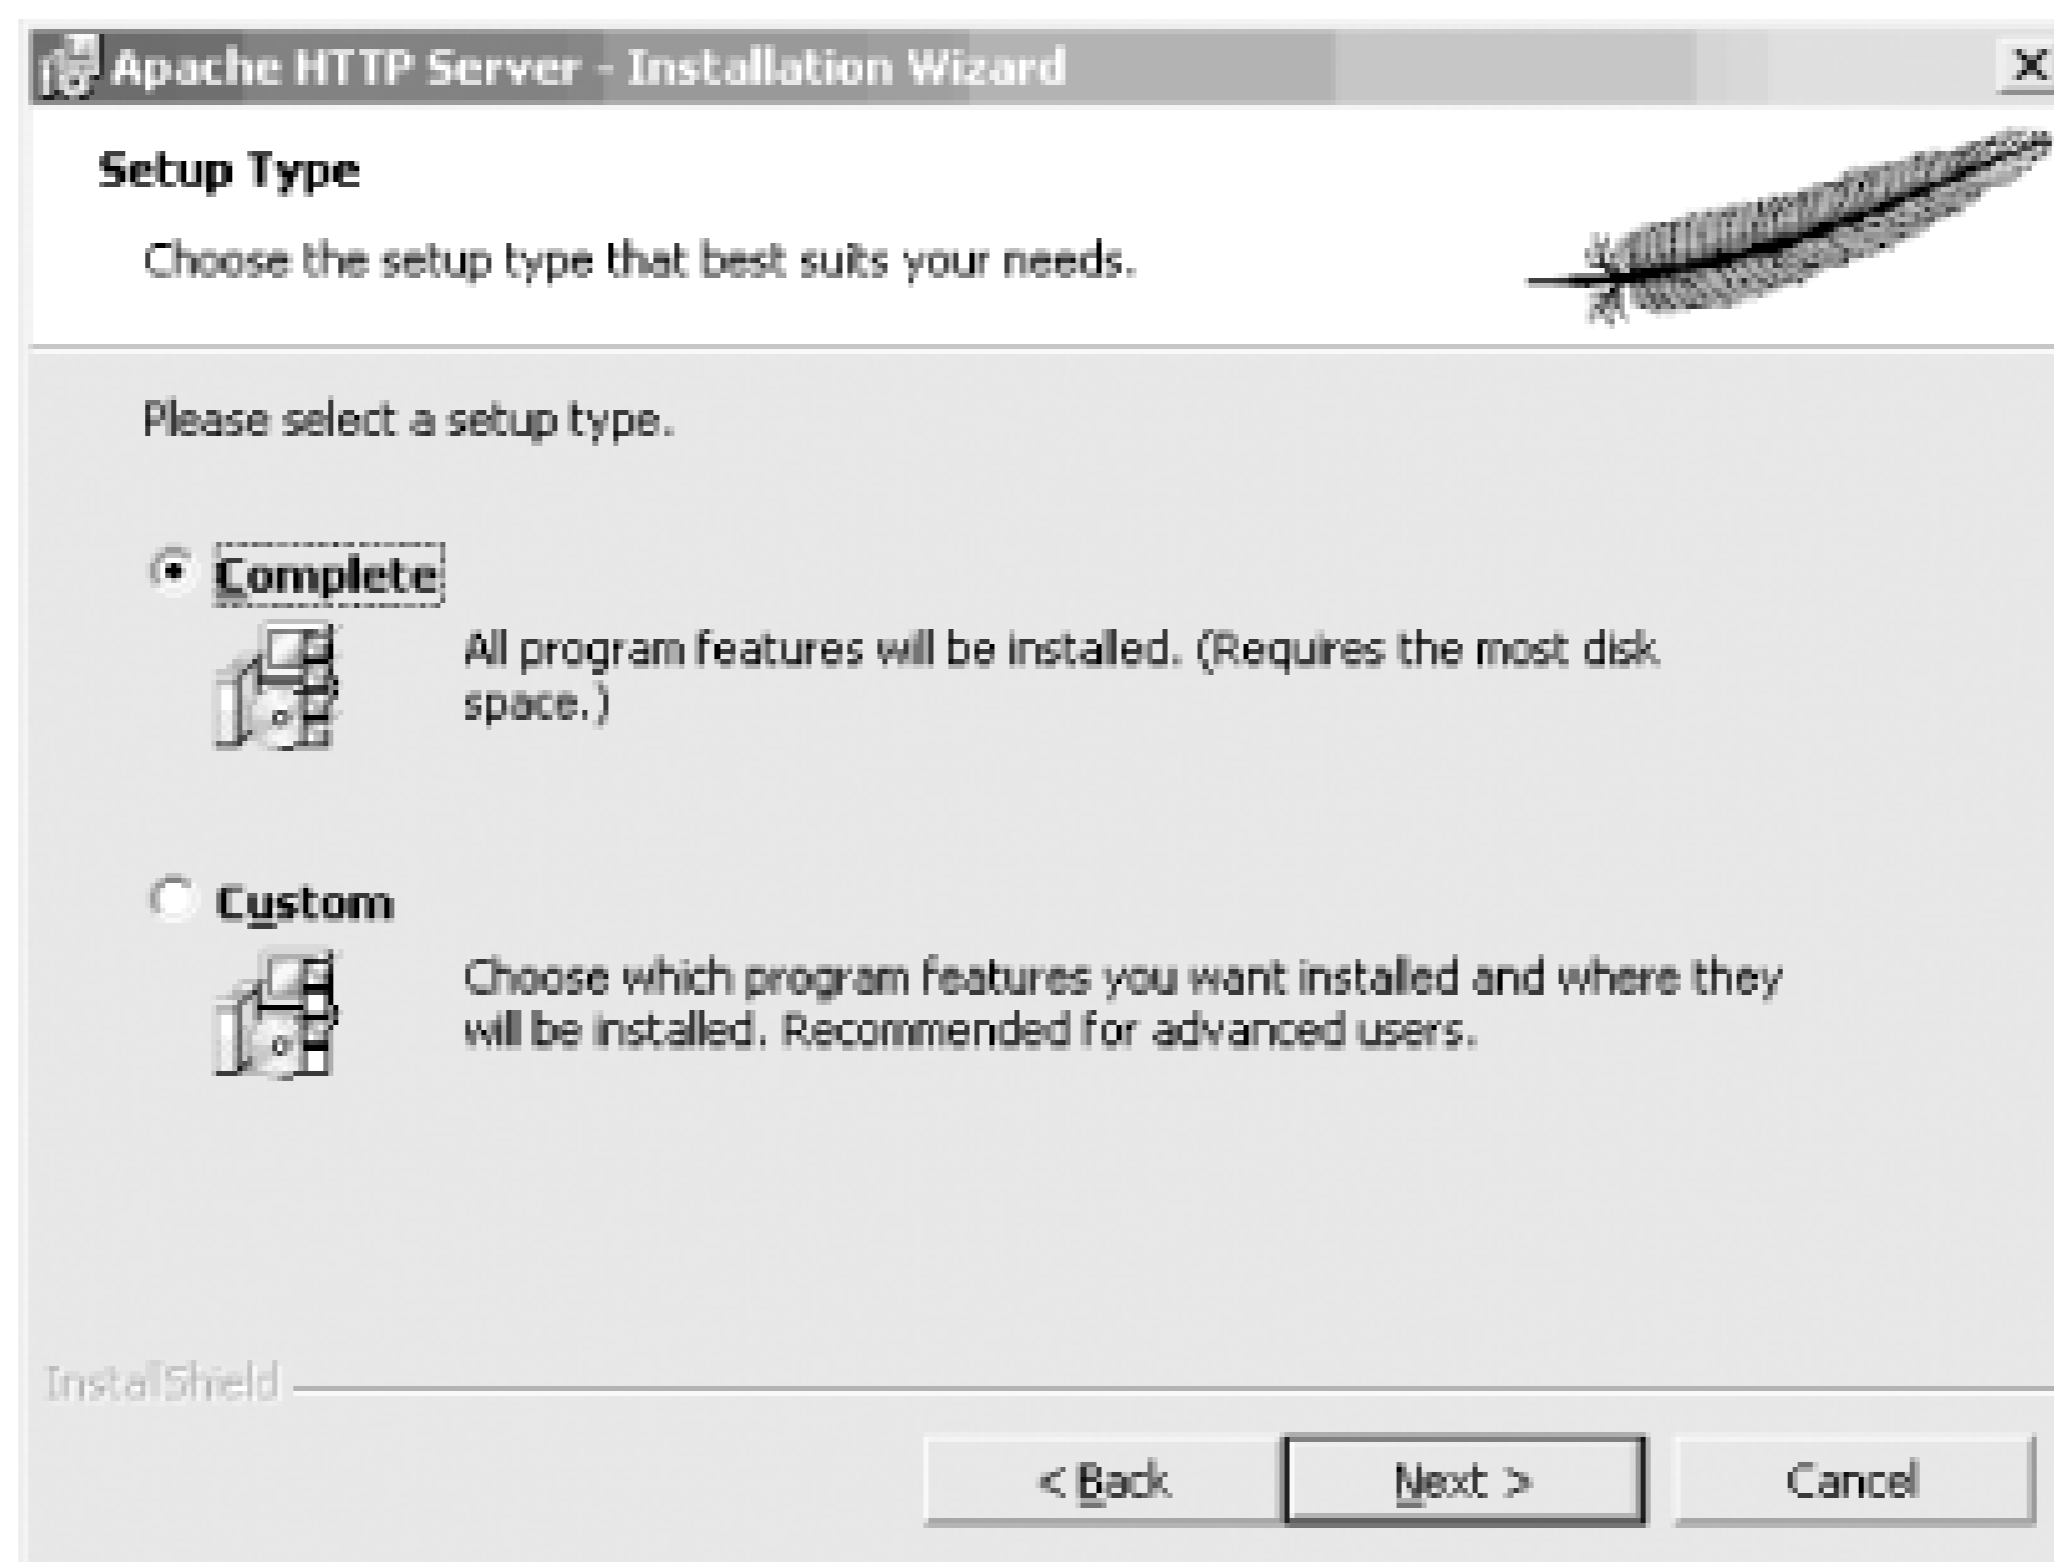 Apache HTTP Server - Installation Wizard
Setup Type
Choose the setup type that best suits your needs.
Please select a setup type.
Complete
All program features will be installed. (Requires the most disk
space.)
Custom
Choose which program features you want installed and where they
will be installed. Recommended for advanced users.
InstallShield
< Back
Next >
Cancel